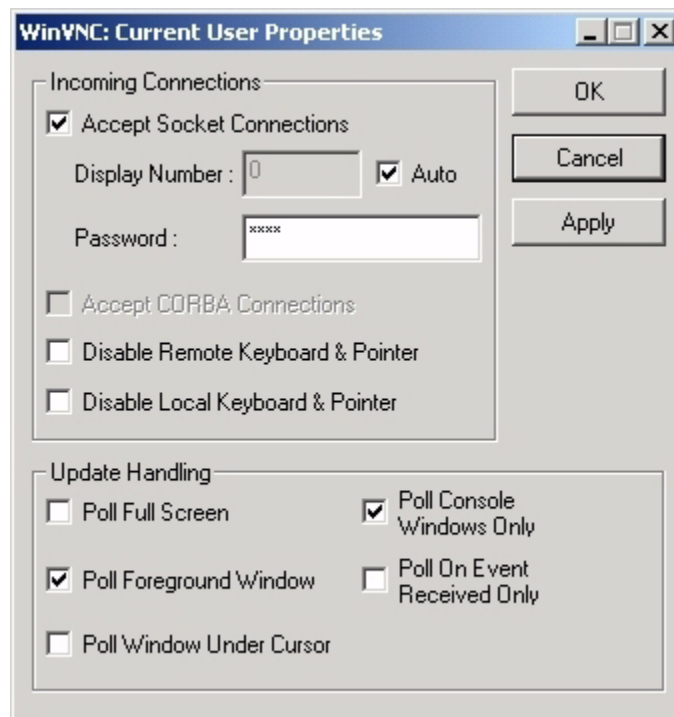 WinVNC: Current User Properties
Incoming Connections
OK
Accept Socket Connections
Cancel
Display Number : 0
Auto
Apply
Password : xxxx
Accept CORBA Connections
Disable Remote Keyboard & Pointer
Disable Local Keyboard & Pointer
Update Handling
Poll Full Screen
Poll Console
Windows Only
Poll Foreground Window
Poll On Event
Received Only
Poll Window Under Cursor